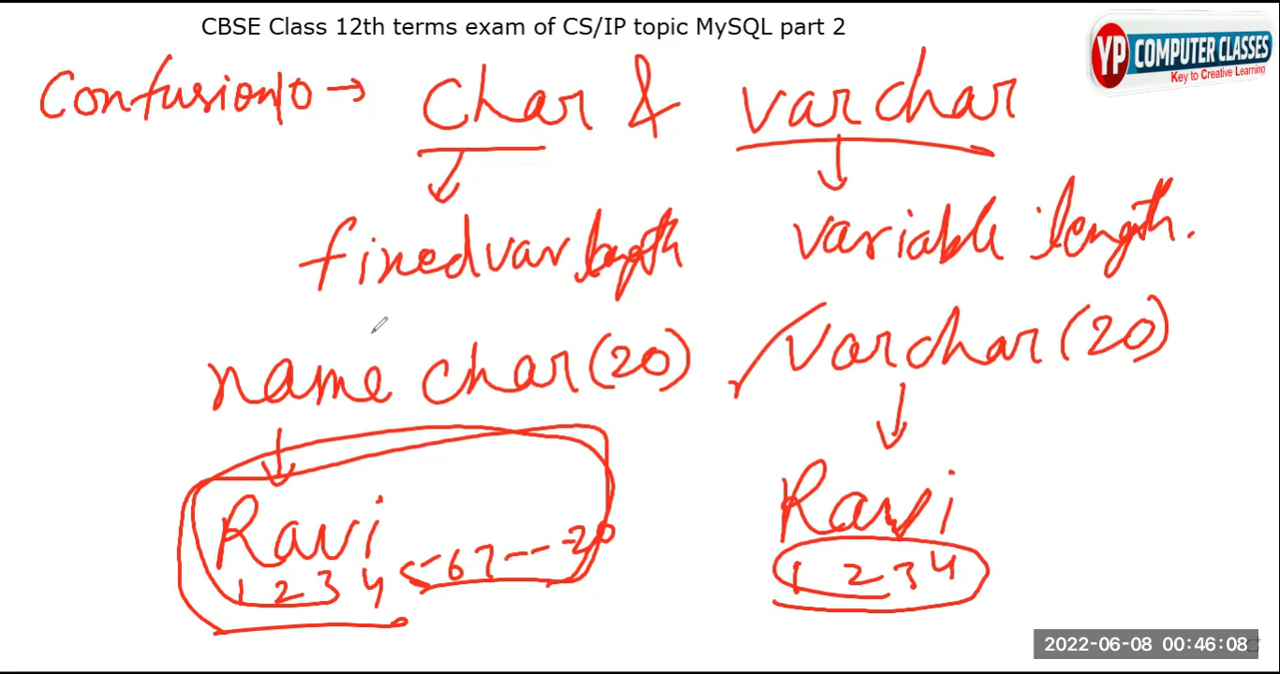 CBSE Class 12th terms exam of CS/IP topic MySQL part 2
YP COMPUTER CLASSES
Key to Creative Learning
Confusion → char & varchar
fixed var length variable length.
name char(20) varchar(20)
Ravi Ravi
1 2 3 4 5 - 6 7 -- - 20 1 2 3 4
2022-06-08 00:46:08